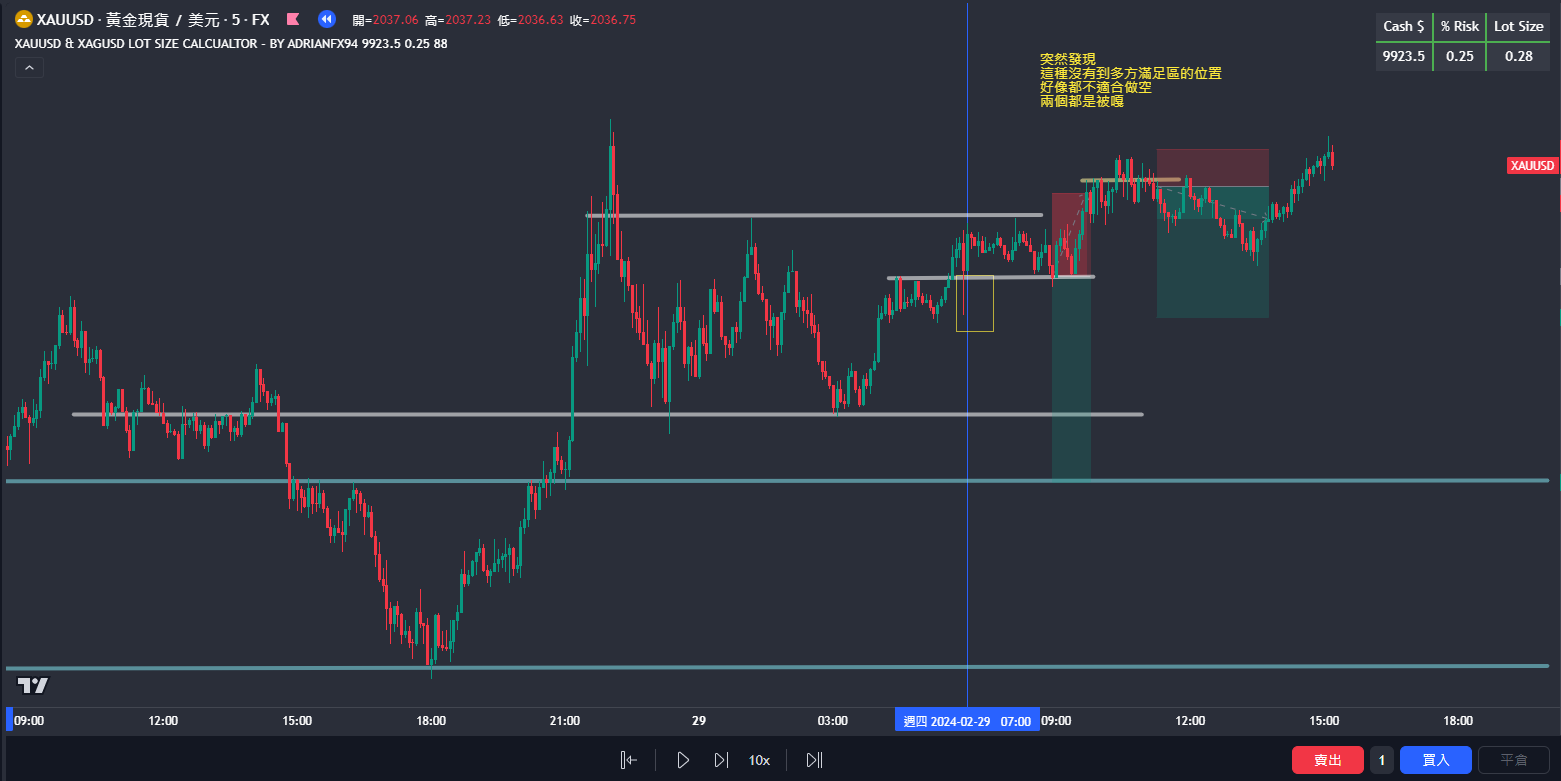 XAUUSD · 黃金現貨 / 美元 · 5 · FX 開=2037.06 高=2037.23 低=2036.63 收=2036.75
XAUUSD & XAGUSD LOT SIZE CALCUALTOR - BY ADRIANFX94 9923.5 0.25 88
Cash $ % Risk Lot Size
9923.5 0.25 0.28
突然發現
這種沒有到多方滿足區的位置
好像都不適合做空
兩個都是被嘎
XAUUSD
09:00 12:00 15:00 18:00 21:00 29 03:00 週四 2024-02-29 07:00 09:00 12:00 15:00 18:00
10x
賣出 1 買入 平倉